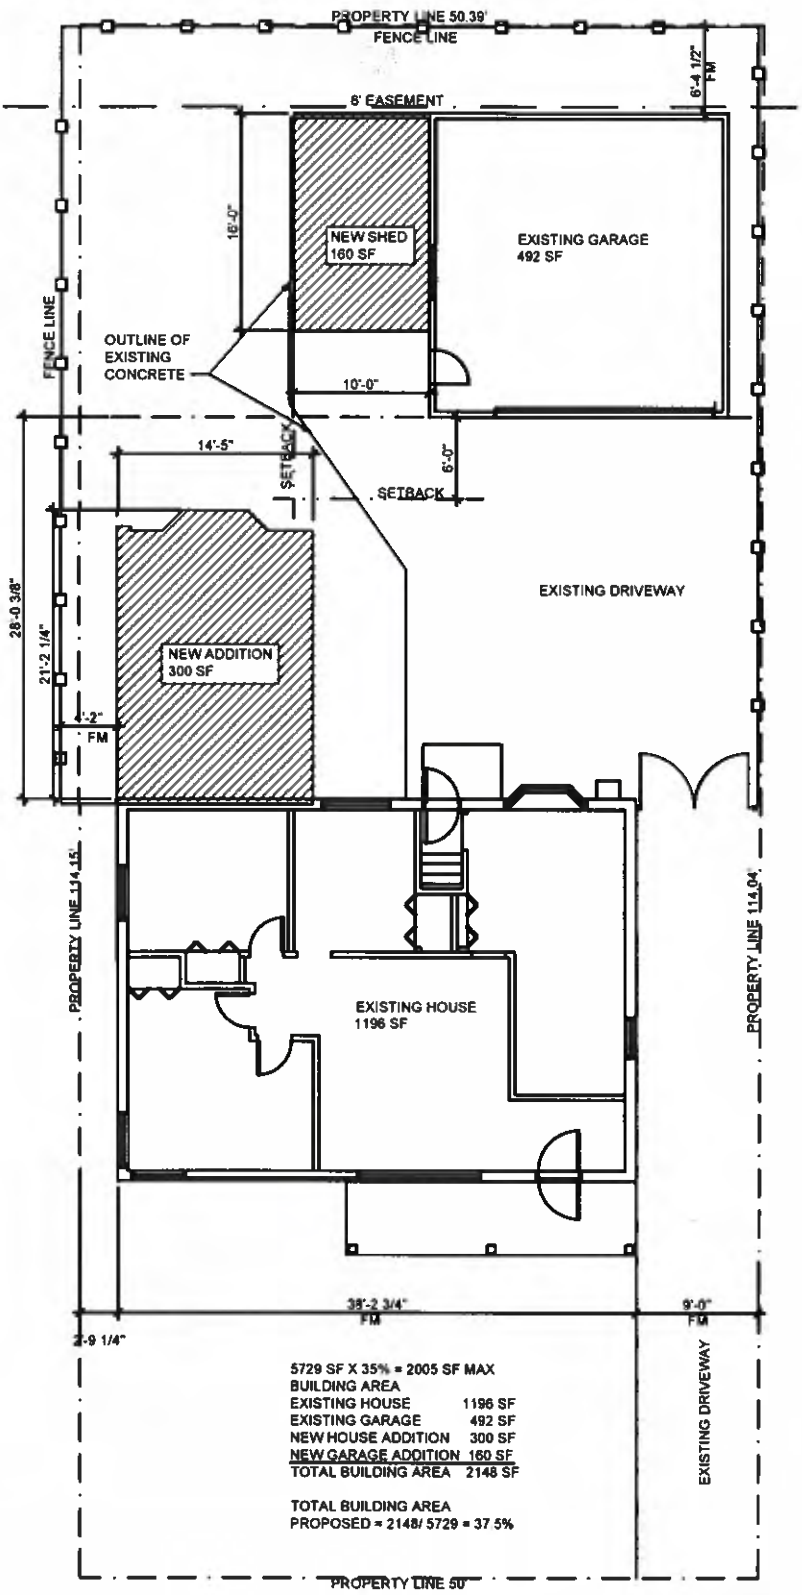 PROPERTY LINE 50.39'
FENCE LINE
6'-4 1/2"
FM
6' EASEMENT
16'-0"
NEW SHED
160 SF
EXISTING GARAGE
492 SF
FENCE LINE
OUTLINE OF
EXISTING
CONCRETE
10'-0"
14'-5"
SETBACK
6'-0"
SETBACK
28'-0 3/8"
21'-2 1/4"
EXISTING DRIVEWAY
NEW ADDITION
300 SF
4'-2"
FM
PROPERTY LINE 114.15'
PROPERTY LINE 114.04'
EXISTING HOUSE
1196 SF
38'-2 3/4"
FM
9'-0"
FM
2'-9 1/4"
EXISTING DRIVEWAY
5729 SF X 35% = 2005 SF MAX
BUILDING AREA
EXISTING HOUSE 1196 SF
EXISTING GARAGE 492 SF
NEW HOUSE ADDITION 300 SF
NEW GARAGE ADDITION 160 SF
TOTAL BUILDING AREA 2148 SF
TOTAL BUILDING AREA
PROPOSED = 2148/ 5729 = 37.5%
PROPERTY LINE 50'